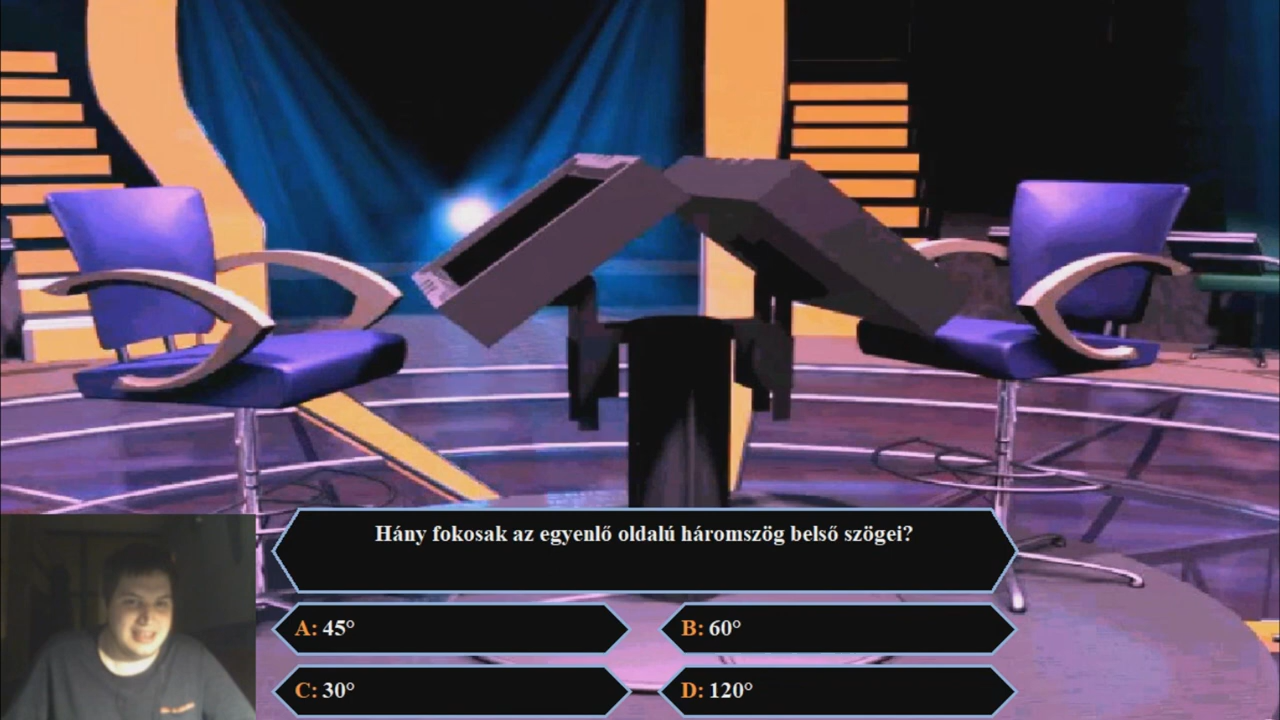 Hány fokosak az egyenlő oldalú háromszög belső szögei?
A: 45°
B: 60°
C: 30°
D: 120°